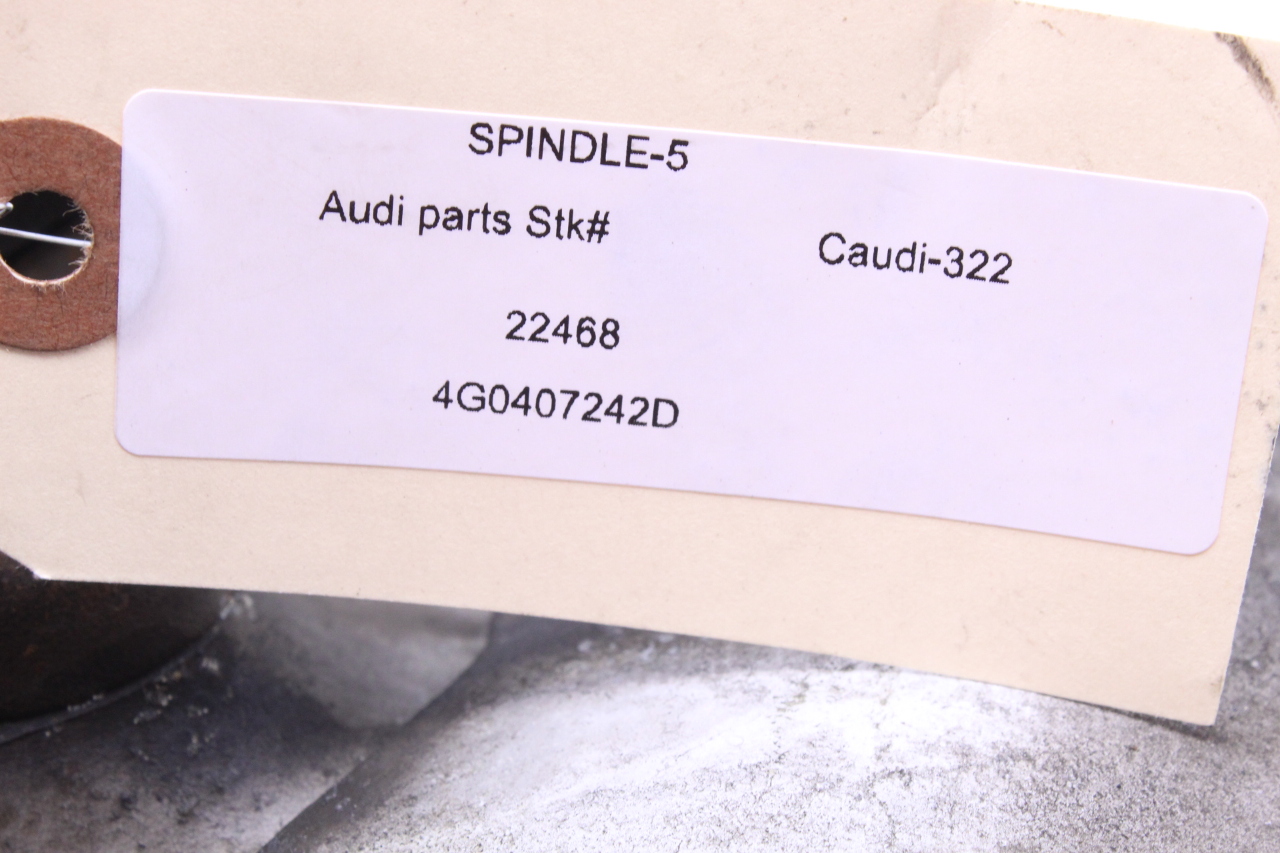 SPINDLE-5
Audi parts Stk#
Caudi-322
22468
4G0407242D